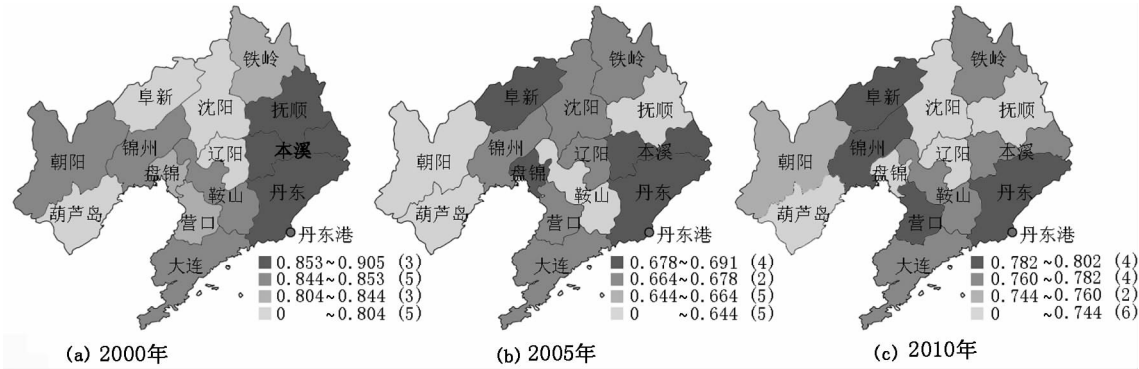 铁岭
阜新
沈阳
抚顺
朝阳
锦州
辽阳
本溪
盘锦
葫芦岛
鞍山
丹东
营口
丹东港
大连
0.853~0.905 (3)
0.844~0.853 (5)
0.804~0.844 (3)
0 ~0.804 (5)
(a) 2000年
铁岭
阜新
沈阳
抚顺
朝阳
锦州
辽阳
本溪
盘锦
葫芦岛
鞍山
丹东
营口
丹东港
大连
0.678~0.691 (4)
0.664~0.678 (2)
0.644~0.664 (5)
0 ~0.644 (5)
(b) 2005年
铁岭
阜新
沈阳
抚顺
朝阳
锦州
辽阳
本溪
盘锦
葫芦岛
鞍山
丹东
营口
丹东港
大连
0.782~0.802 (4)
0.760~0.782 (4)
0.744~0.760 (2)
0 ~0.744 (6)
(c) 2010年